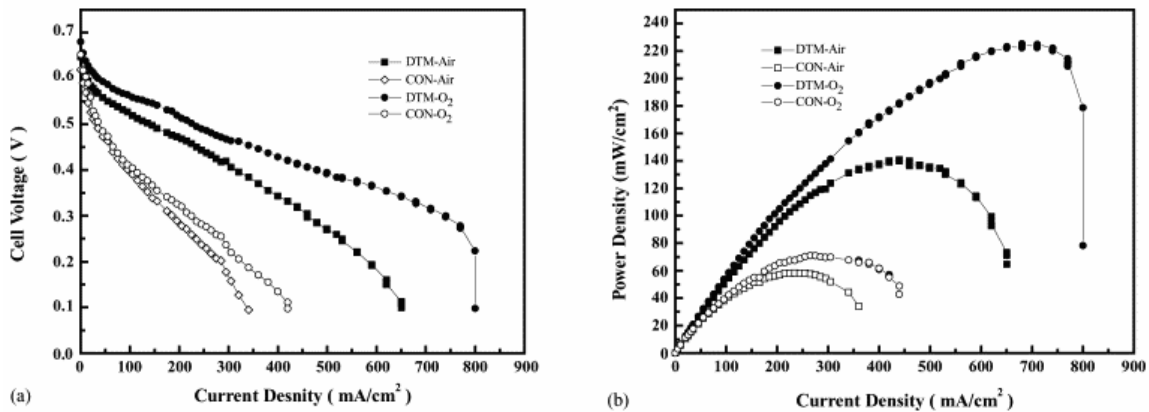 0.7
0.6
0.5
0.4
0.3
0.2
0.1
0.0
Cell Voltage ( V )
DTM-Air
CON-Air
DTM-O2
CON-O2
0 100 200 300 400 500 600 700 800 900
Current Desnity ( mA/cm2 )
(a)
240
220
200
180
160
140
120
100
80
60
40
20
0
Power Density (mW/cm2)
DTM-Air
CON-Air
DTM-O2
CON-O2
0 100 200 300 400 500 600 700 800 900
Current Density ( mA/cm2 )
(b)